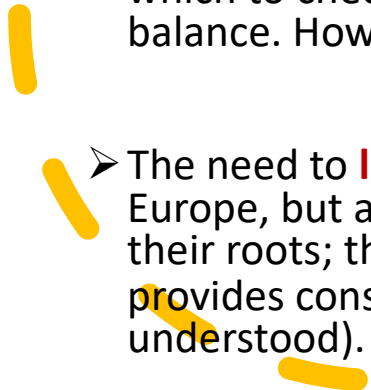 balance. How
➢ The need to
Europe, but a
their roots; th
provides cons
understood).